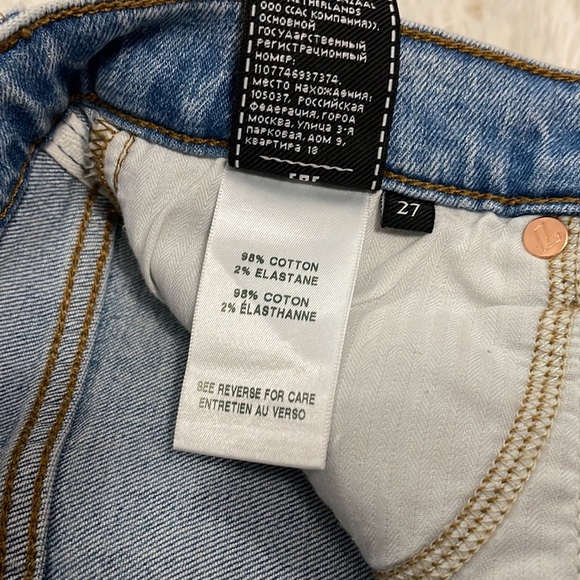 NETHERLANDS
ООО ССАС КОМПАНИЯ)),
ОСНОВНОЙ
ГОСУДАРСТВЕННЫЙ
РЕГИСТРАЦИОННЫЙ
НОМЕР:
1107746937374,
МЕСТО НАХОЖДЕНИЯ:
105037, РОССИЙСКАЯ
ФЕДЕРАЦИЯ, ГОРОД
МОСКВА, УЛИЦА 3-Я
ПАРКОВАЯ, ДОМ 9,
КВАРТИРА 18
27
98% COTTON
2% ELASTANE
98% COTON
2% ÉLASTHANNE
SEE REVERSE FOR CARE
ENTRETIEN AU VERSO